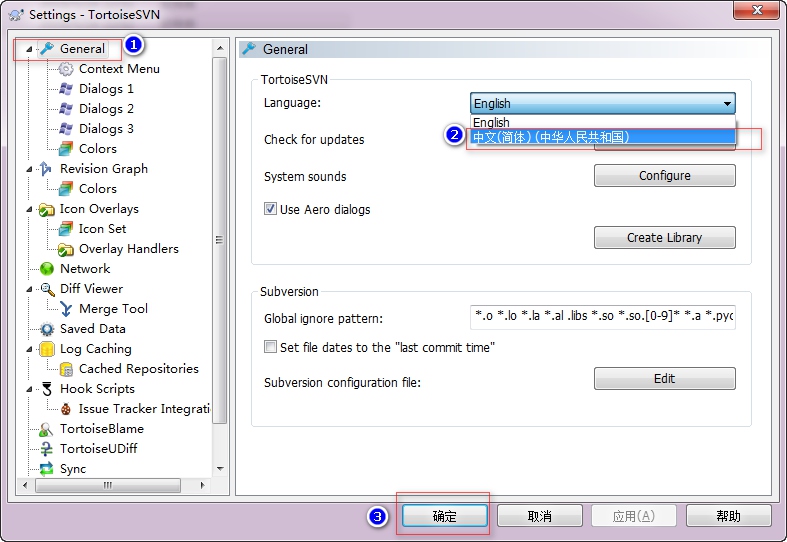 Settings - TortoiseSVN
General
1
Context Menu
Dialogs 1
Dialogs 2
Dialogs 3
Colors
Revision Graph
Colors
Icon Overlays
Icon Set
Overlay Handlers
Network
Diff Viewer
Merge Tool
Saved Data
Log Caching
Cached Repositories
Hook Scripts
Issue Tracker Integrati
TortoiseBlame
TortoiseUDiff
Sync
General
TortoiseSVN
Language:
English
English
2
中文(简体) (中华人民共和国)
Check for updates
System sounds
Configure
Use Aero dialogs
Create Library
Subversion
Global ignore pattern:
*.o *.lo *.la *.al .libs *.so *.so.[0-9]* *.a *.pyc
Set file dates to the "last commit time"
Subversion configuration file:
Edit
3
确定
取消
应用(A)
帮助